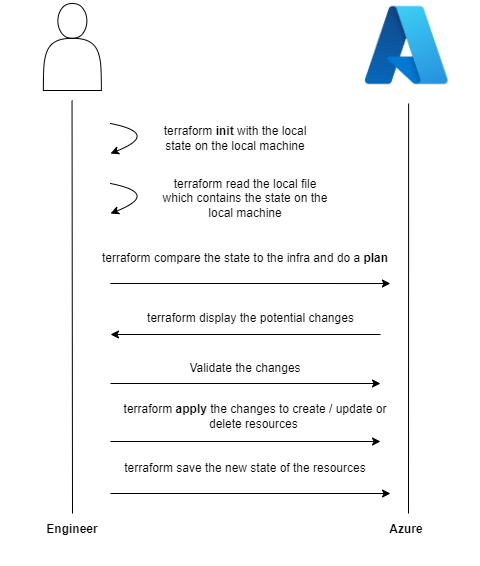 terraform init with the local
state on the local machine
terraform read the local file
which contains the state on the
local machine
terraform compare the state to the infra and do a plan
terraform display the potential changes
Validate the changes
terraform apply the changes to create / update or
delete resources
terraform save the new state of the resources
Engineer
Azure